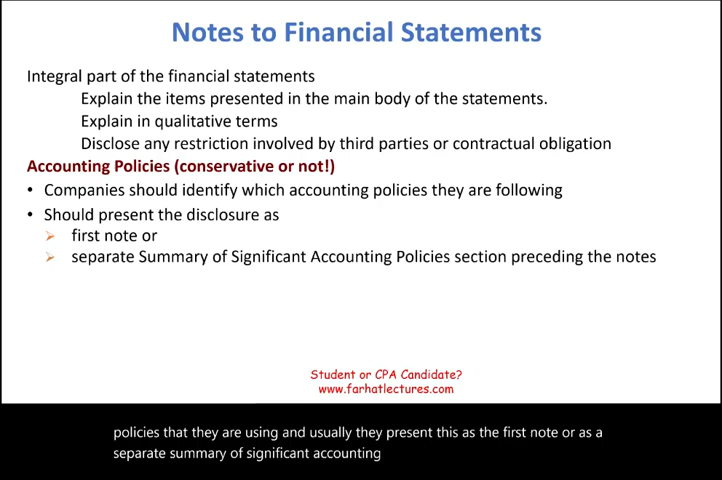 Notes to Financial Statements
Integral part of the financial statements
Explain the items presented in the main body of the statements.
Explain in qualitative terms
Disclose any restriction involved by third parties or contractual obligation
Accounting Policies (conservative or not!)
• Companies should identify which accounting policies they are following
• Should present the disclosure as
➢ first note or
➢ separate Summary of Significant Accounting Policies section preceding the notes
Student or CPA Candidate?
www.farhatlectures.com
policies that they are using and usually they present this as the first note or as a
separate summary of significant accounting